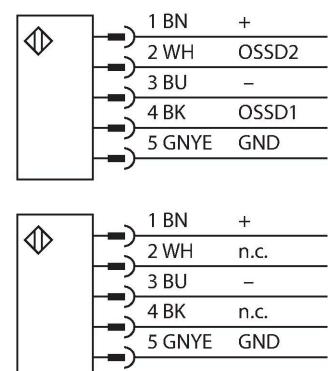 1 BN +
2 WH OSSD2
3 BU –
4 BK OSSD1
5 GNYE GND
1 BN +
2 WH n.c.
3 BU –
4 BK n.c.
5 GNYE GND